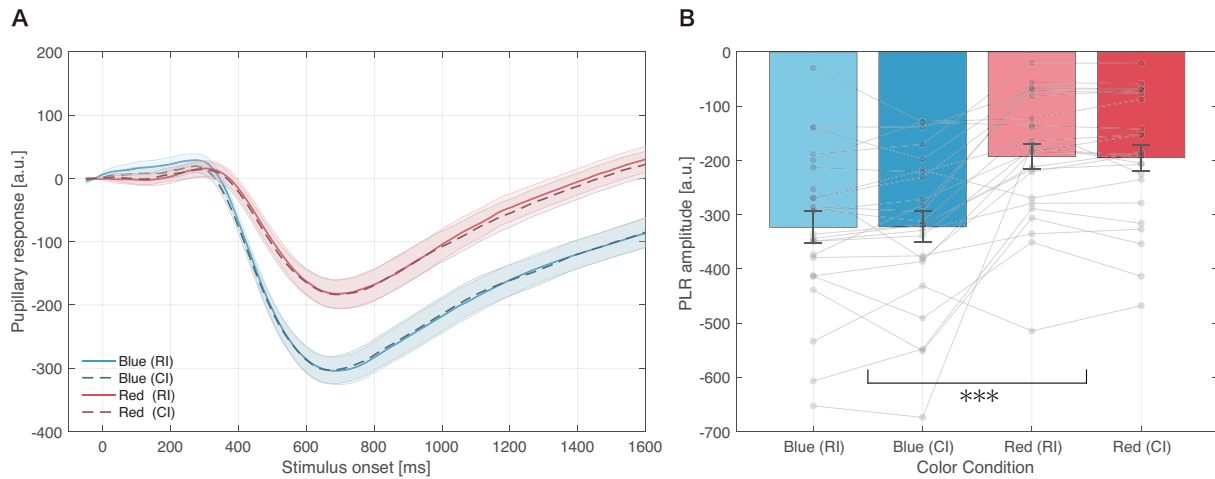 A
200
100
0
-100
-200
-300
-400
Pupillary response [a.u.]
Blue (RI)
Blue (CI)
Red (RI)
Red (CI)
0 200 400 600 800 1000 1200 1400 1600
Stimulus onset [ms]
B
0
-100
-200
-300
-400
-500
-600
-700
PLR amplitude [a.u.]
***
Blue (RI) Blue (CI) Red (RI) Red (CI)
Color Condition